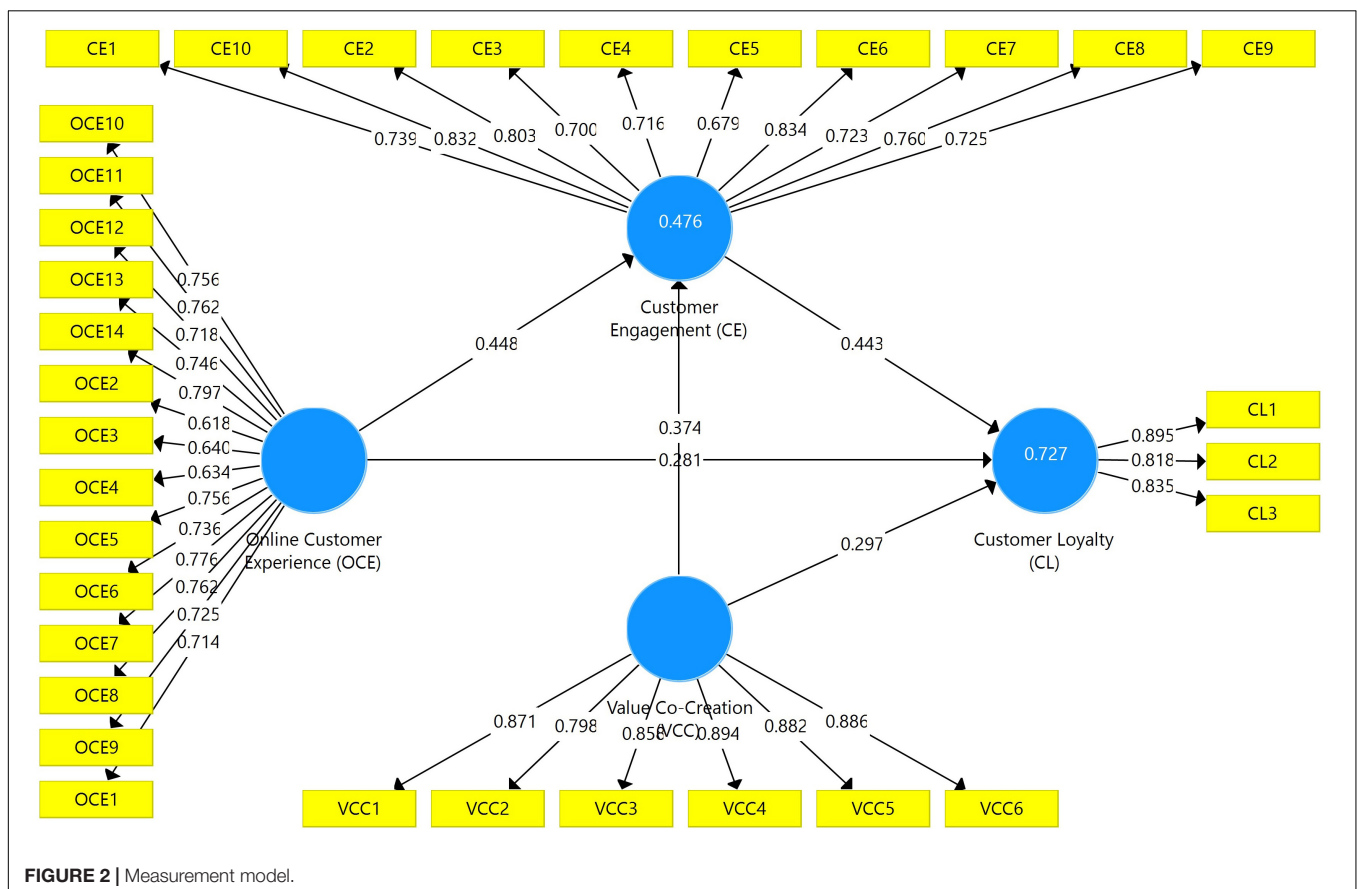 CE1 CE10 CE2 CE3 CE4 CE5 CE6 CE7 CE8 CE9
0.739 0.832 0.803 0.700 0.716 0.679 0.834 0.723 0.760 0.725
OCE10
OCE11
OCE12
OCE13
OCE14
OCE2
OCE3
OCE4
OCE5
OCE6
OCE7
OCE8
OCE9
OCE1
0.756
0.762
0.718
0.746
0.797
0.618
0.640
0.634
0.756
0.736
0.776
0.762
0.725
0.714
Online Customer
Experience (OCE)
0.476
Customer
Engagement (CE)
0.448
0.443
0.374
0.281
0.297
0.727
Customer Loyalty
(CL)
0.895
0.818
0.835
CL1
CL2
CL3
Value Co-Creation
(VCC)
0.871 0.798 0.894 0.882 0.886
VCC1 VCC2 VCC3 VCC4 VCC5 VCC6
FIGURE 2 | Measurement model.